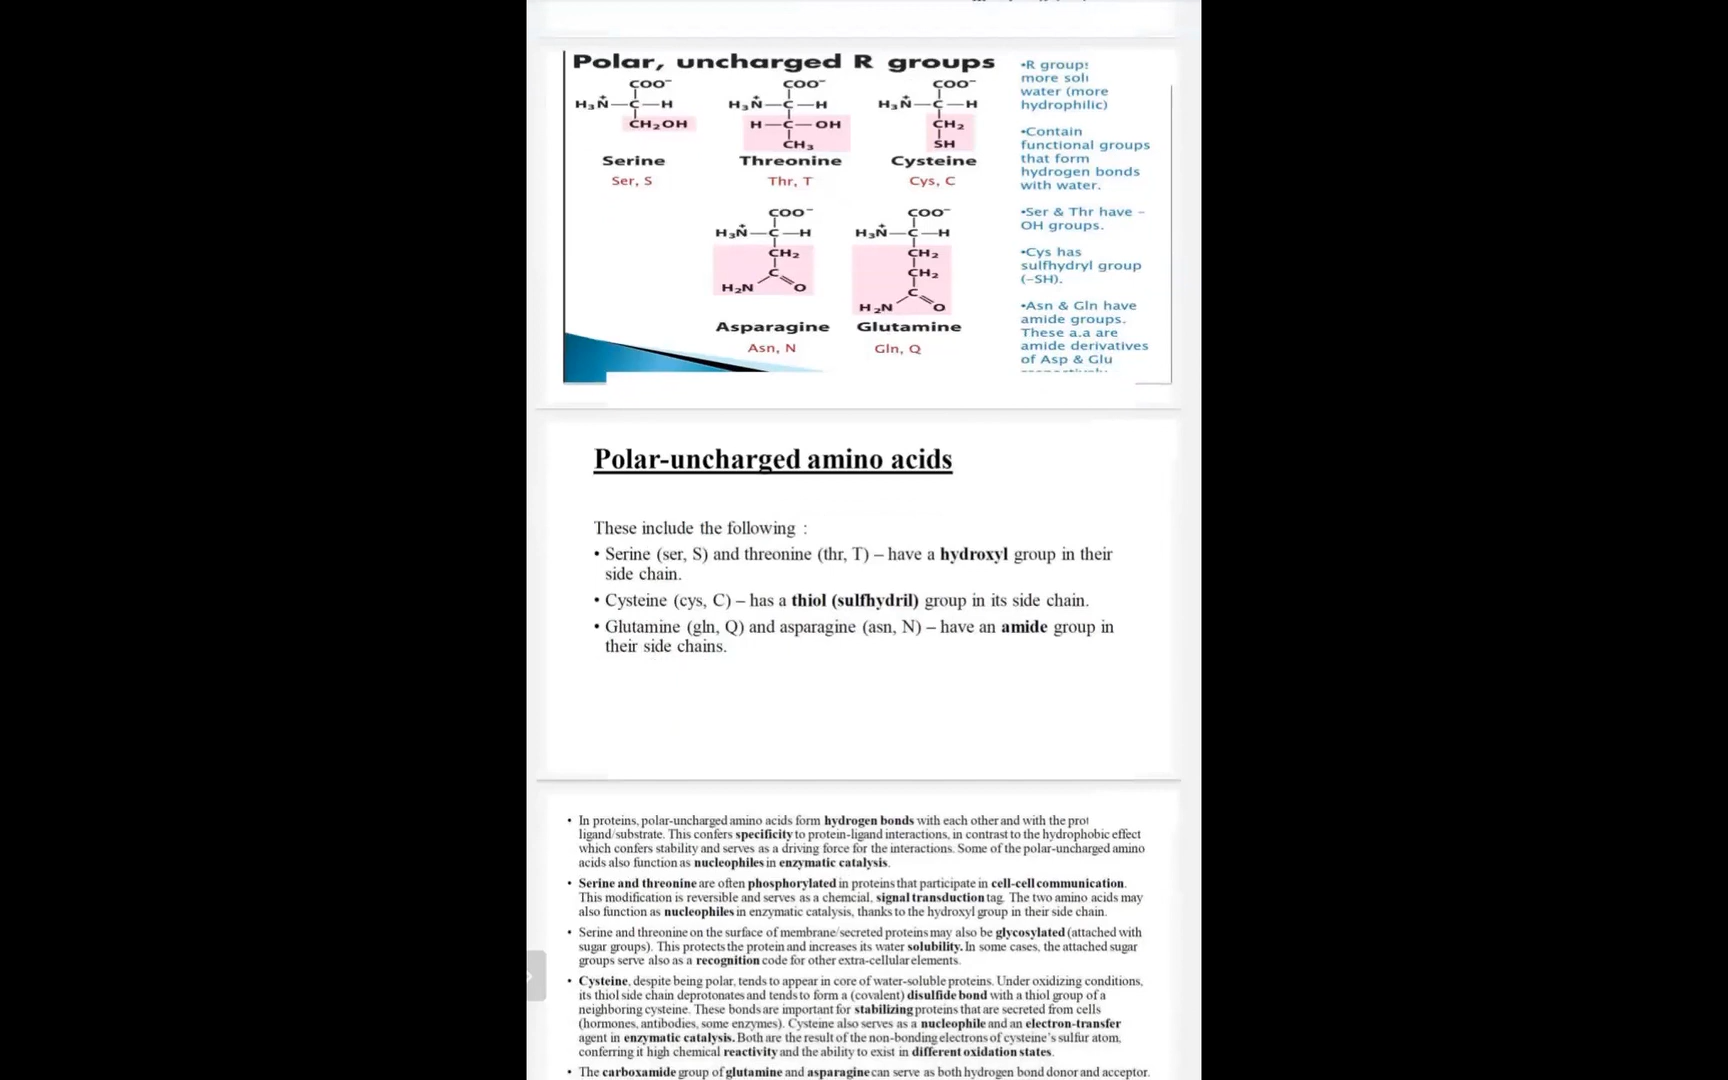 Polar, uncharged R groups
COO⁻ COO⁻ COO⁻
H₃N⁺—C—H H₃N⁺—C—H H₃N⁺—C—H
CH₂OH H—C—OH CH₂
CH₃ SH
Serine Threonine Cysteine
Ser, S Thr, T Cys, C
COO⁻ COO⁻
H₃N⁺—C—H H₃N⁺—C—H
CH₂ CH₂
C CH₂
H₂N O C
H₂N O
Asparagine Glutamine
Asn, N Gln, Q
•R group:
more solu
water (more
hydrophilic)
•Contain
functional groups
that form
hydrogen bonds
with water.
•Ser & Thr have –
OH groups.
•Cys has
sulfhydryl group
(–SH).
•Asn & Gln have
amide groups.
These a.a are
amide derivatives
of Asp & Glu
Polar-uncharged amino acids
These include the following :
• Serine (ser, S) and threonine (thr, T) – have a hydroxyl group in their
side chain.
• Cysteine (cys, C) – has a thiol (sulfhydril) group in its side chain.
• Glutamine (gln, Q) and asparagine (asn, N) – have an amide group in
their side chains.
• In proteins, polar-uncharged amino acids form hydrogen bonds with each other and with the prot
ligand/substrate. This confers specificity to protein-ligand interactions, in contrast to the hydrophobic effect
which confers stability and serves as a driving force for the interactions. Some of the polar-uncharged amino
acids also function as nucleophiles in enzymatic catalysis.
• Serine and threonine are often phosphorylated in proteins that participate in cell-cell communication.
This modification is reversible and serves as a chemcial, signal transduction tag. The two amino acids may
also function as nucleophiles in enzymatic catalysis, thanks to the hydroxyl group in their side chain.
• Serine and threonine on the surface of membrane/secreted proteins may also be glycosylated (attached with
sugar groups). This protects the protein and increases its water solubility. In some cases, the attached sugar
groups serve also as a recognition code for other extra-cellular elements.
• Cysteine, despite being polar, tends to appear in core of water-soluble proteins. Under oxidizing conditions,
its thiol side chain deprotonates and tends to form a (covalent) disulfide bond with a thiol group of a
neighboring cysteine. These bonds are important for stabilizing proteins that are secreted from cells
(hormones, antibodies, some enzymes). Cysteine also serves as a nucleophile and an electron-transfer
agent in enzymatic catalysis. Both are the result of the non-bonding electrons of cysteine's sulfur atom,
conferring it high chemical reactivity and the ability to exist in different oxidation states.
• The carboxamide group of glutamine and asparagine can serve as both hydrogen bond donor and acceptor.